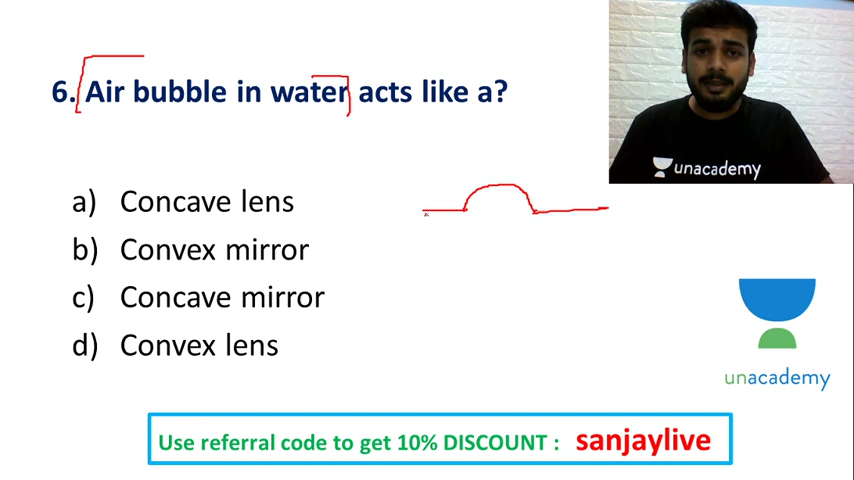 6. Air bubble in water acts like a?
unacademy
a) Concave lens
b) Convex mirror
c) Concave mirror
d) Convex lens
unacademy
Use referral code to get 10% DISCOUNT : sanjaylive